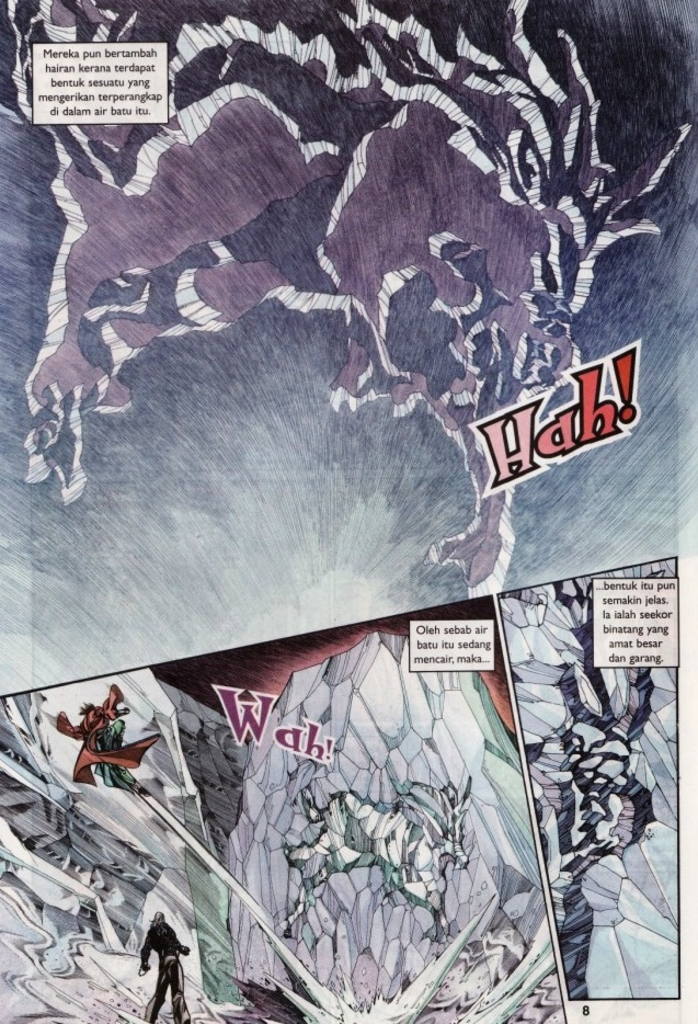 Mereka pun bertambah
hairan kerana terdapat
bentuk sesuatu yang
mengerikan terperangkap
di dalam air batu itu.
Hah!
Oleh sebab air
batu itu sedang
mencair, maka...
Wah!
...bentuk itu pun
semakin jelas.
Ia ialah seekor
binatang yang
amat besar
dan garang.
8